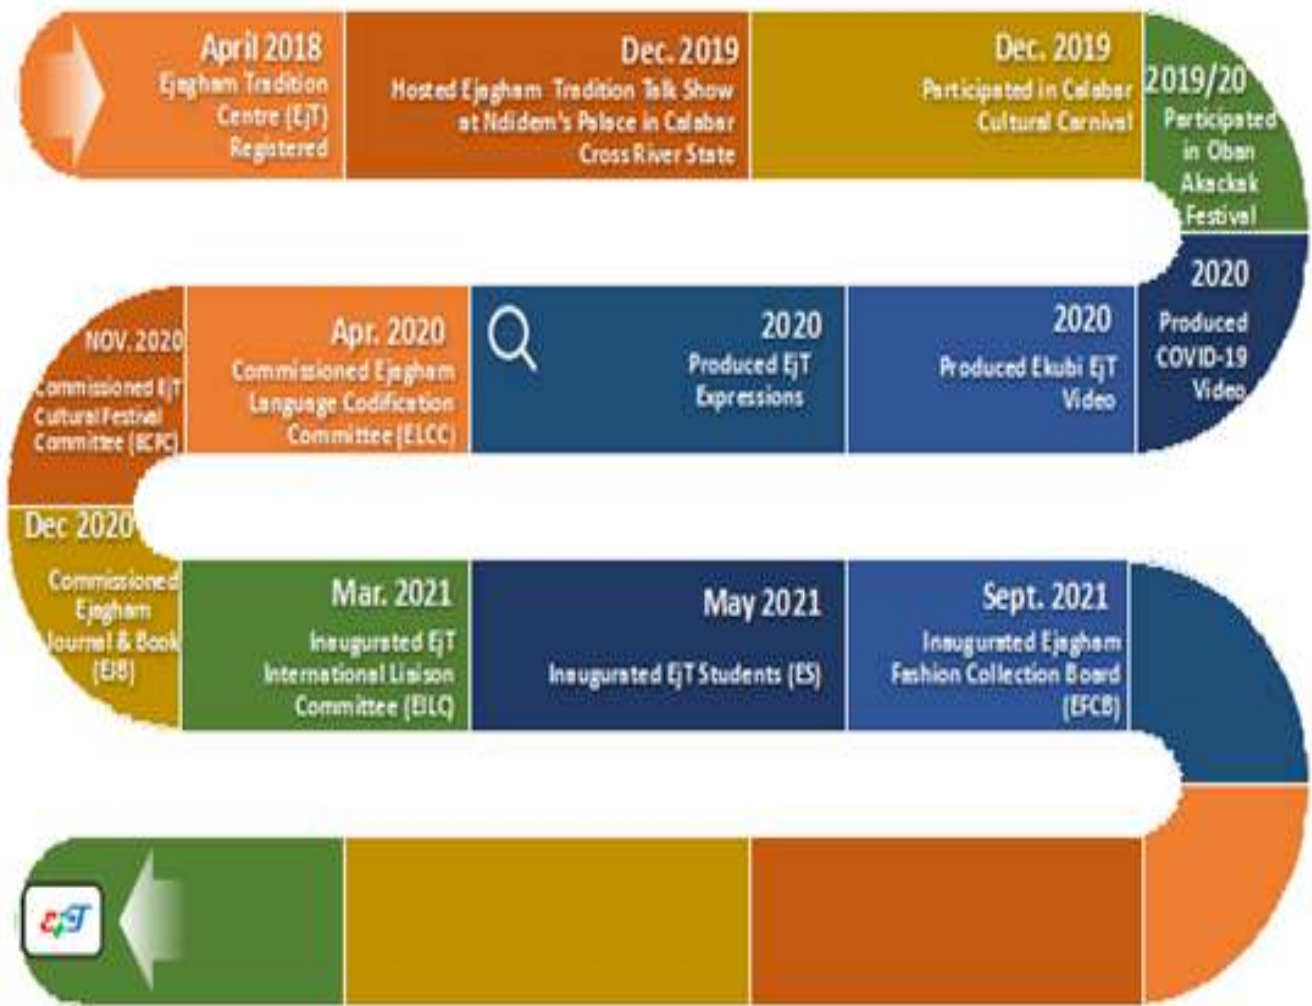 April 2018
Ejagham Tradition
Centre (EjT)
Registered
Dec. 2019
Hosted Ejagham Tradition Talk Show
at Ndidem's Palace in Calabar
Cross River State
Dec. 2019
Participated in Calabar
Cultural Carnival
2019/20
Participated
in Oban
Akackak
Festival
2020
Produced
COVID-19
Video
2020
Produced Ekubi EjT
Video
2020
Produced EjT
Expressions
Apr. 2020
Commissioned Ejagham
Language Codification
Committee (ELCC)
NOV. 2020
Commissioned EjT
Cultural Festival
Committee (ECFC)
Dec 2020
Commissioned
Ejagham
Journal & Book
(EJB)
Mar. 2021
Inaugurated EjT
International Liaison
Committee (EILC)
May 2021
Inaugurated EjT Students (ES)
Sept. 2021
Inaugurated Ejagham
Fashion Collection Board
(EFCB)
EjT